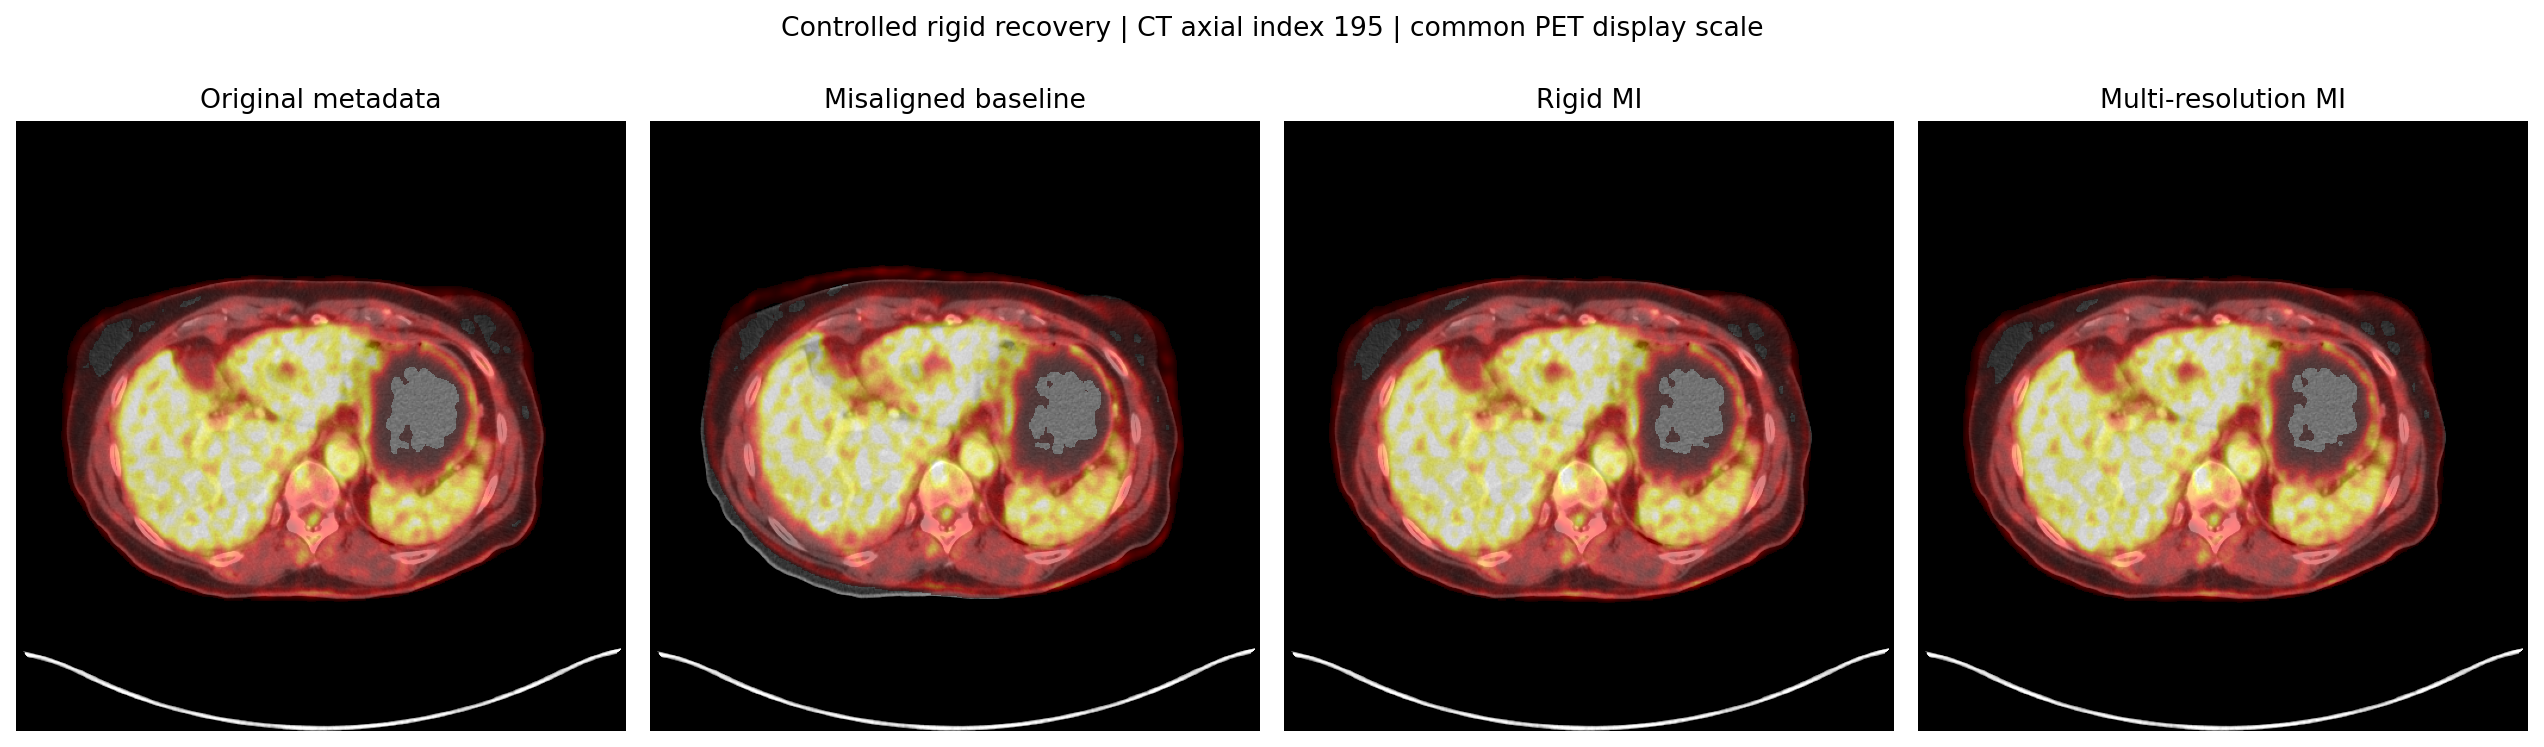 Controlled rigid recovery | CT axial index 195 | common PET display scale
Original metadata
Misaligned baseline
Rigid MI
Multi-resolution MI